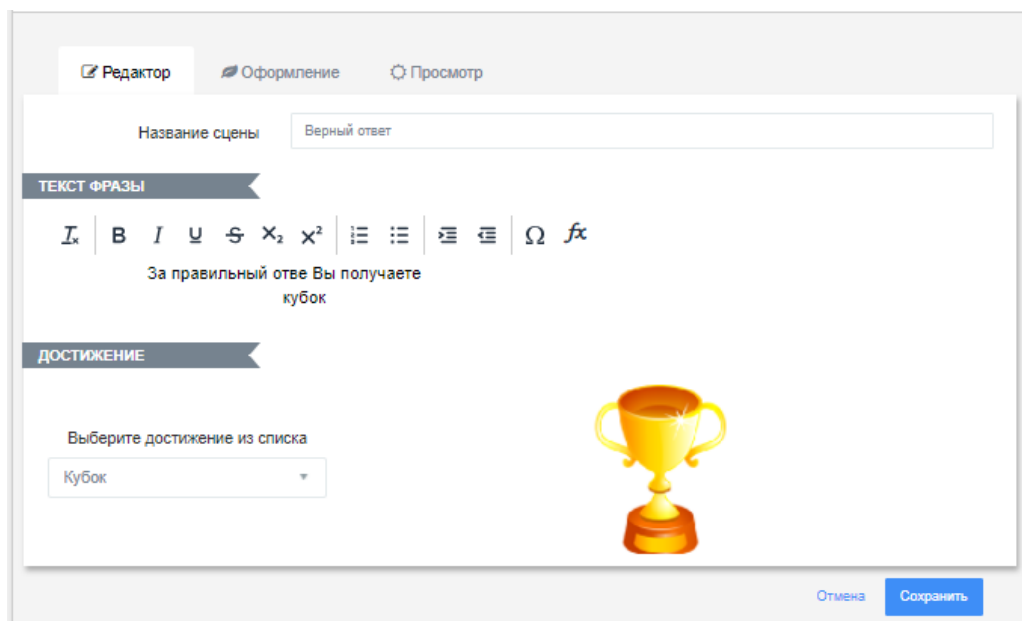 Редактор
Оформление
Просмотр
Название сцены
Верный ответ
ТЕКСТ ФРАЗЫ
За правильный отве Вы получаете
кубок
ДОСТИЖЕНИЕ
Выберите достижение из списка
Кубок
Отмена
Сохранить